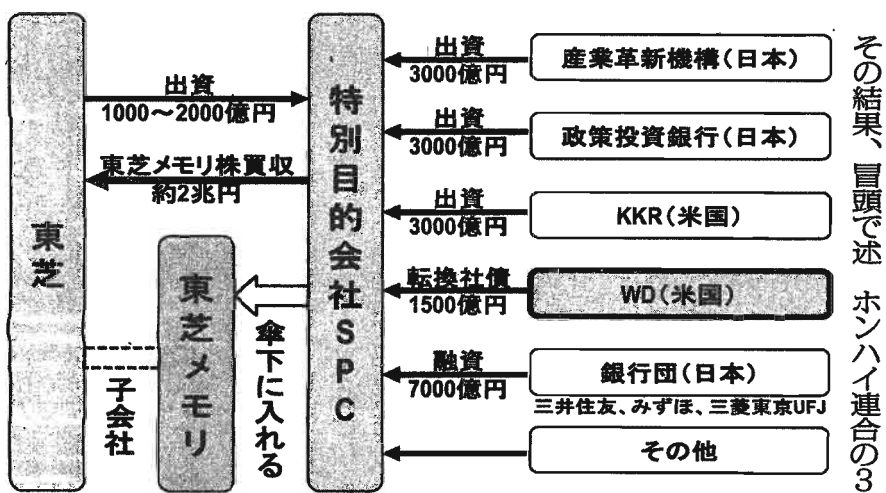 東芝
出資
1000～2000億円
東芝メモリ株買収
約2兆円
東芝メモリ
子会社
傘下に入れる
特別目的会社SPC
出資
3000億円
産業革新機構（日本）
出資
3000億円
政策投資銀行（日本）
出資
3000億円
KKR（米国）
転換社債
1500億円
WD（米国）
融資
7000億円
銀行団（日本）
三井住友、みずほ、三菱東京UFJ
その他
その結果、冒頭で述
ホンハイ連合の3